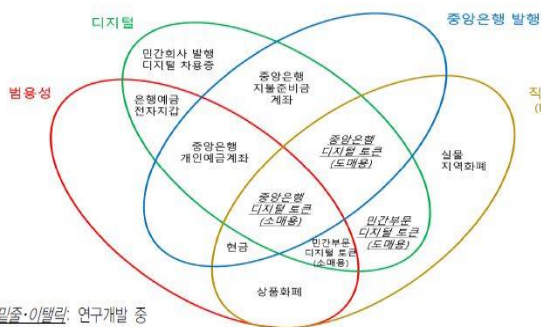 디지털
중앙은행 발행
민간회사 발행
디지털 차용증
중앙은행
지불준비금
계좌
범용성
은행예금
전자지갑
직
중앙은행
개인예금계좌
중앙은행
디지털 토큰
(도매용)
실물
지역화폐
중앙은행
디지털 토큰
(소매용)
민간부문
디지털 토큰
(도매용)
현금
민간부문
디지털 토큰
(소매용)
상품화폐
밑줄·이탤릭: 연구개발 중